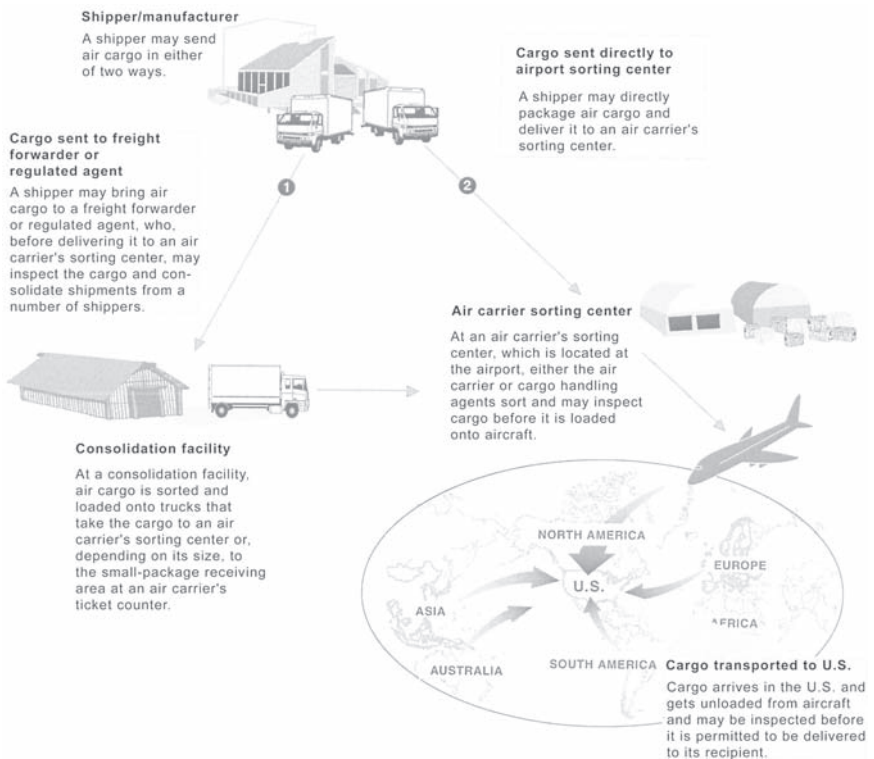 Shipper/manufacturer
A shipper may send
air cargo in either
of two ways.
Cargo sent directly to
airport sorting center
A shipper may directly
package air cargo and
deliver it to an air carrier's
sorting center.
Cargo sent to freight
forwarder or
regulated agent
A shipper may bring air
cargo to a freight forwarder
or regulated agent, who,
before delivering it to an air
carrier's sorting center, may
inspect the cargo and con-
solidate shipments from a
number of shippers.
1
2
Air carrier sorting center
At an air carrier's sorting
center, which is located at
the airport, either the air
carrier or cargo handling
agents sort and may inspect
cargo before it is loaded
onto aircraft.
Consolidation facility
At a consolidation facility,
air cargo is sorted and
loaded onto trucks that
take the cargo to an air
carrier's sorting center or,
depending on its size, to
the small-package receiving
area at an air carrier's
ticket counter.
NORTH AMERICA
EUROPE
U.S.
ASIA
AFRICA
AUSTRALIA
SOUTH AMERICA
Cargo transported to U.S.
Cargo arrives in the U.S. and
gets unloaded from aircraft
and may be inspected before
it is permitted to be delivered
to its recipient.